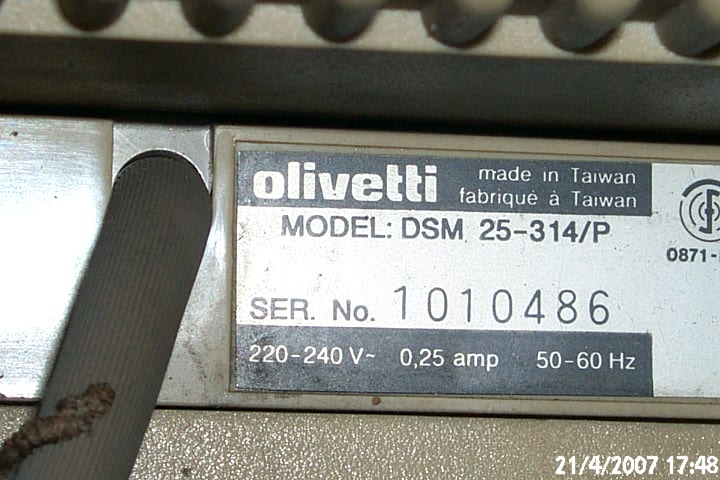 olivetti
made in Taiwan
fabriqué à Taiwan
MODEL: DSM 25-314/P
0871-
SER. No. 1010486
220-240 V~ 0,25 amp 50-60 Hz
21/4/2007 17:48